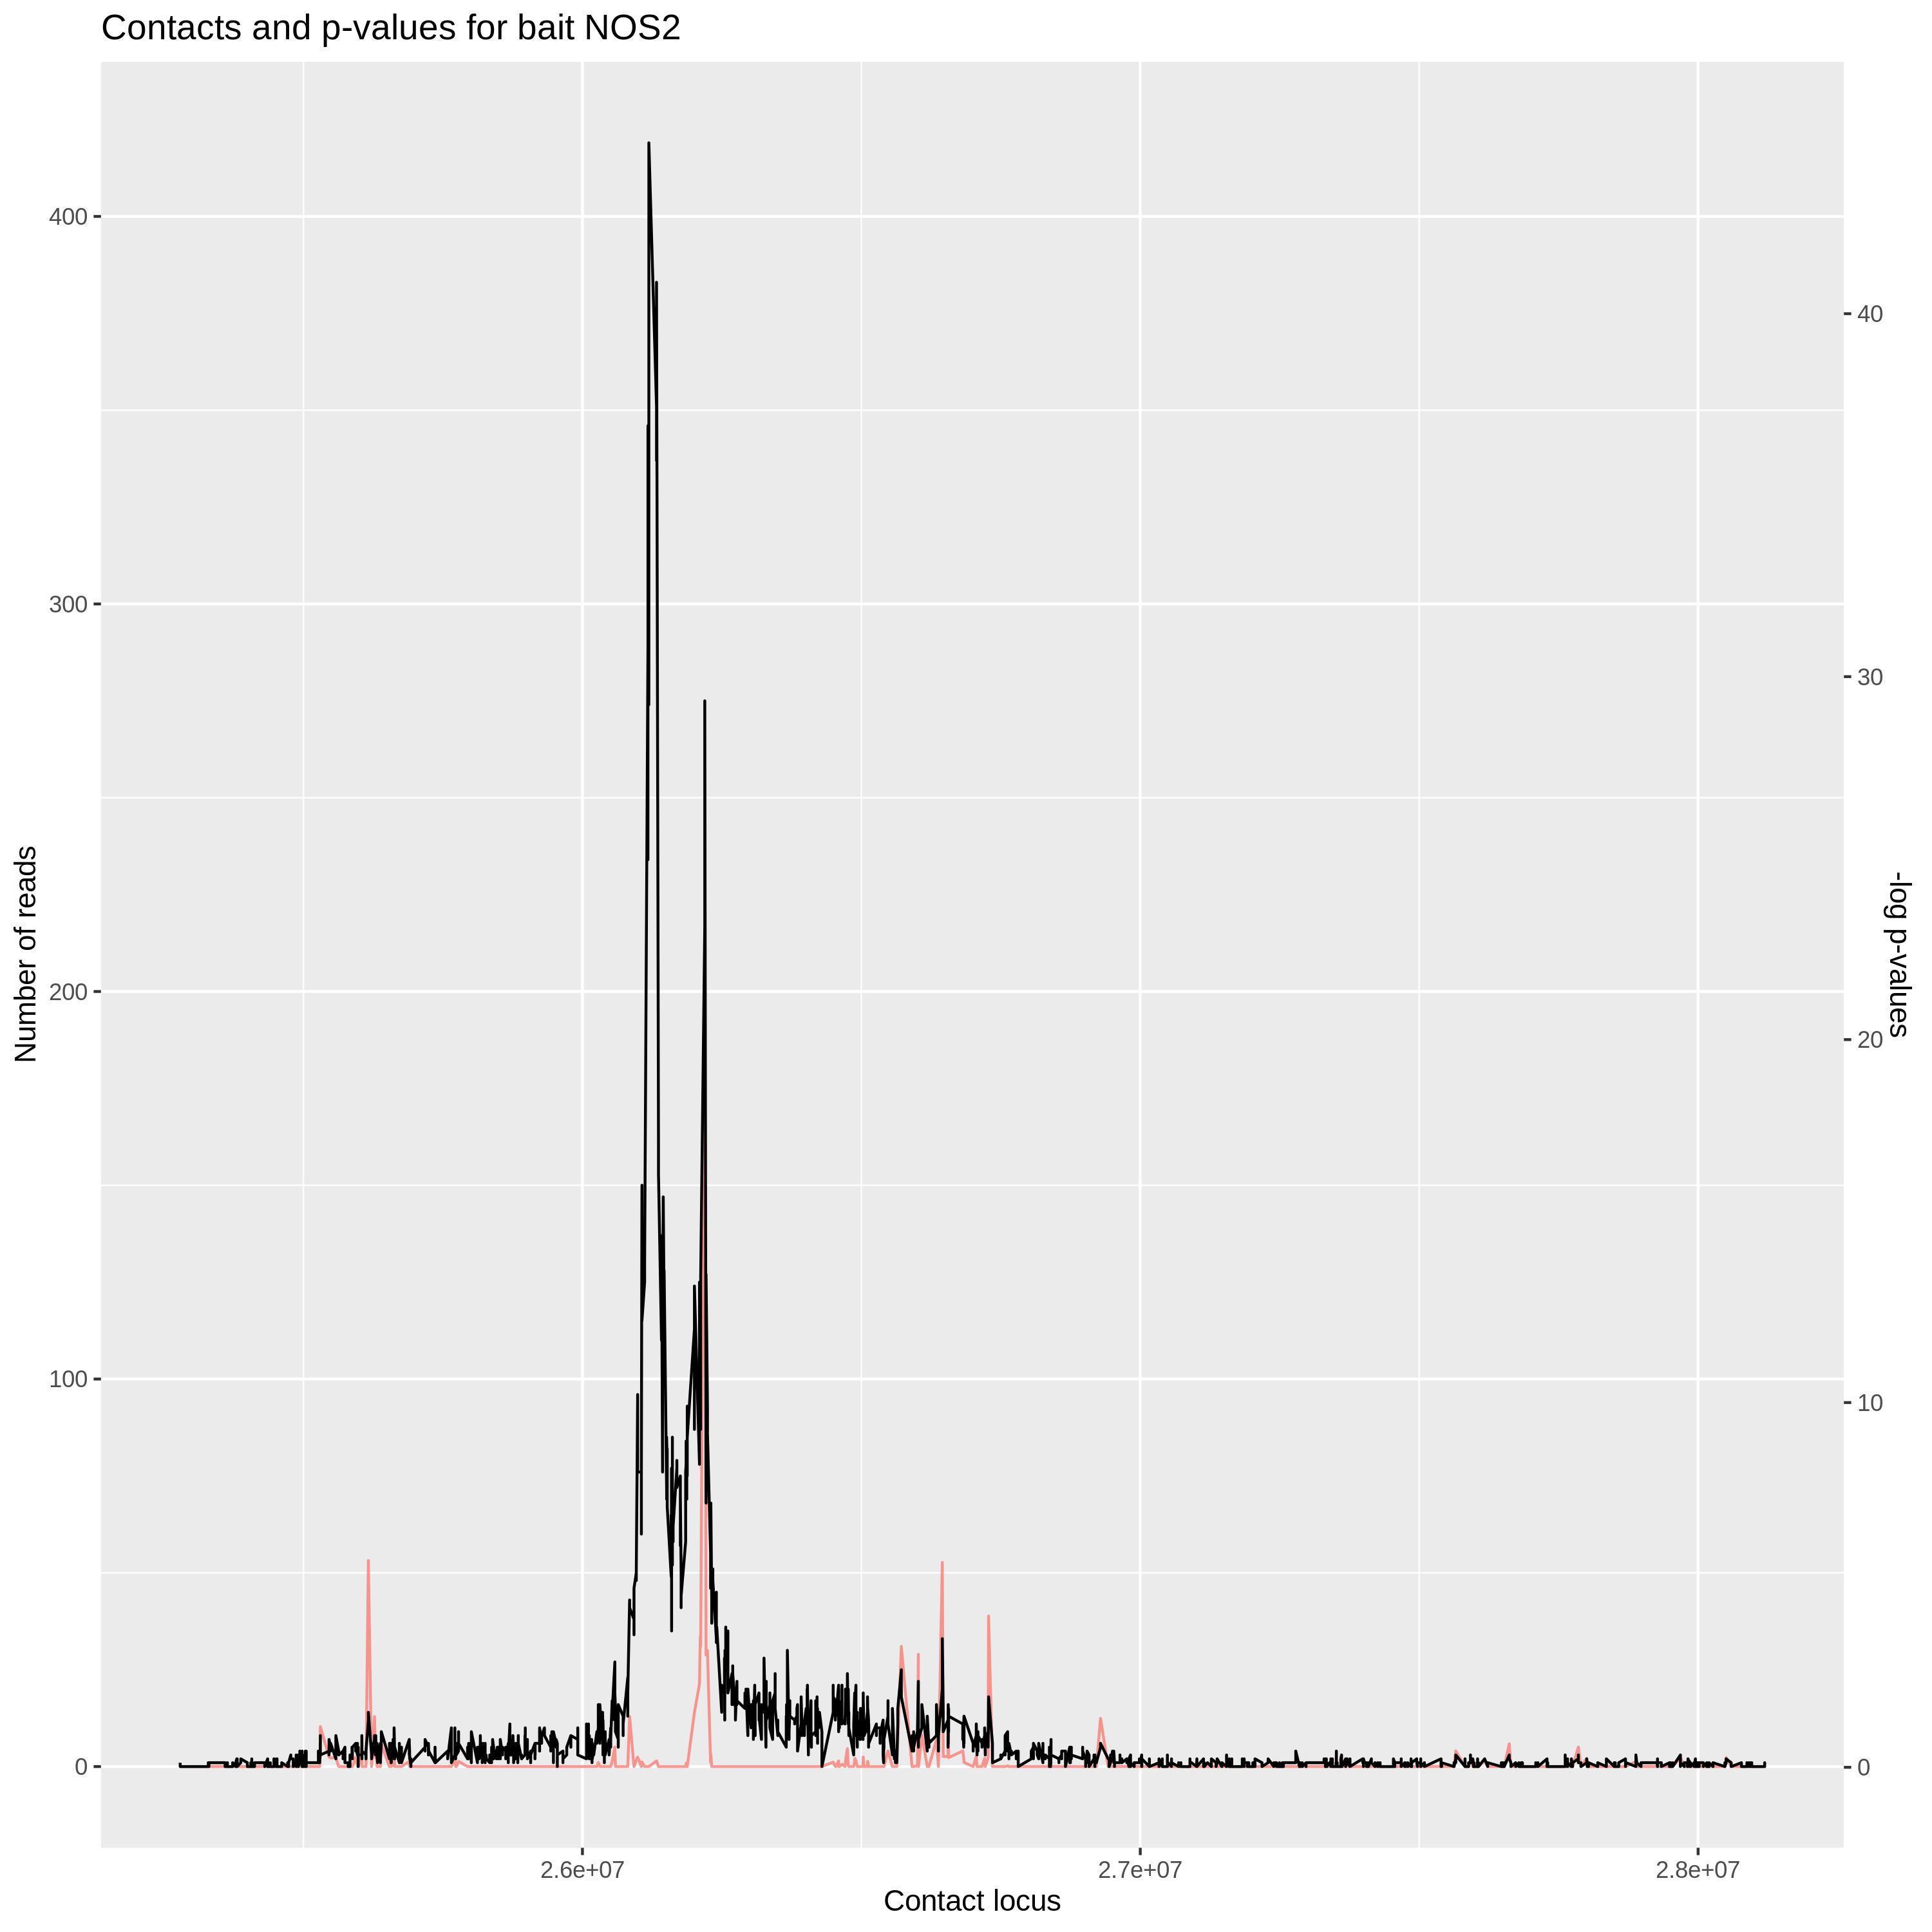 Contacts and p-values for bait NOS2
400
300
200
100
0
Number of reads
40
30
20
10
0
-log p-values
2.6e+07
2.7e+07
2.8e+07
Contact locus